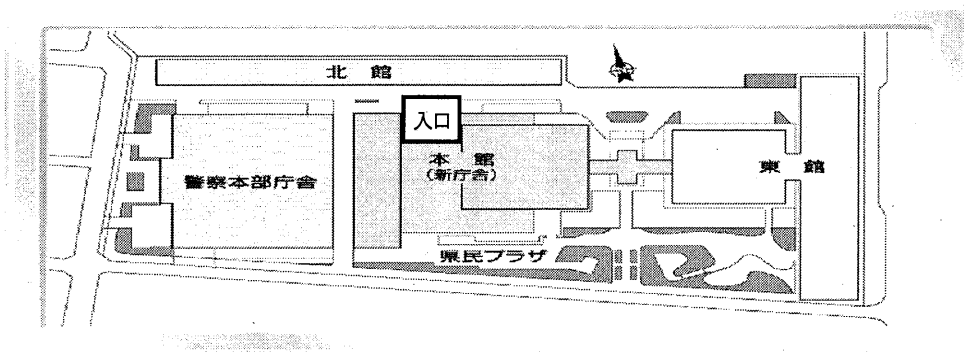 北館
入口
本館
(新庁舎)
警察本部庁舎
東館
県民プラザ